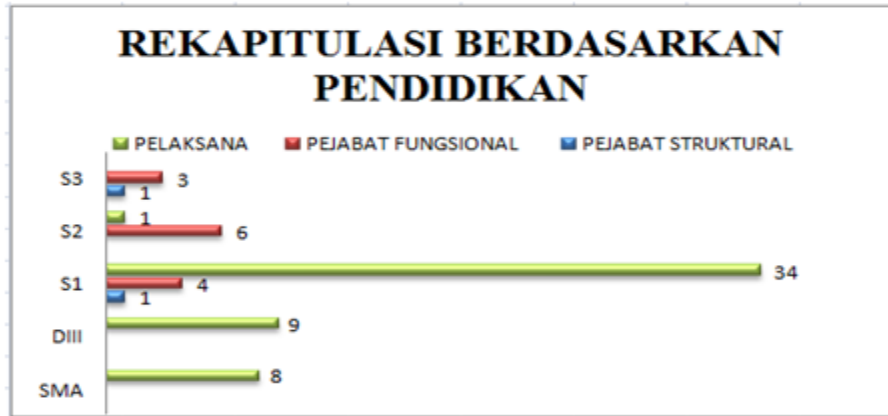 REKAPITULASI BERDASARKAN
PENDIDIKAN
PELAKSANA PEJABAT FUNGSIONAL PEJABAT STRUKTURAL
S3 3
1
1
S2 6
34
S1 4
1
9
DIII
8
SMA